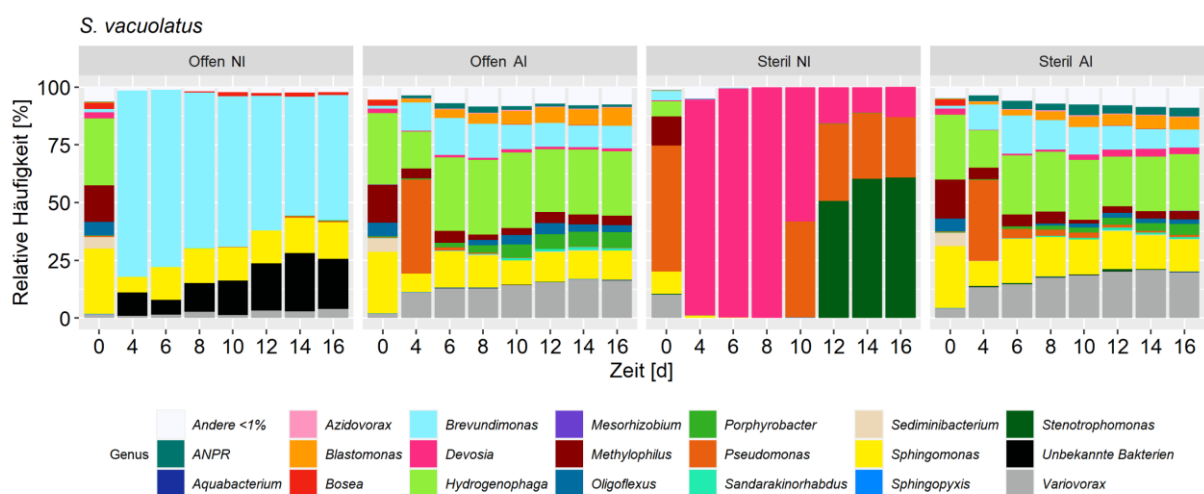 S. vacuolatus
Offen NI
Offen AI
Steril NI
Steril AI
Relative Häufigkeit [%]
100
75
50
25
0
0 4 6 8 10 12 14 16
0 4 6 8 10 12 14 16
0 4 6 8 10 12 14 16
0 4 6 8 10 12 14 16
Zeit [d]
Genus
Andere <1% Azidovorax Brevundimonas Mesorhizobium Porphyrobacter Sediminibacterium Stenotrophomonas
ANPR Blastomonas Devosia Methylophilus Pseudomonas Sphingomonas Unbekannte Bakterien
Aquabacterium Bosea Hydrogenophaga Oligoflexus Sandarakinorhabdus Sphingopyxis Variovorax